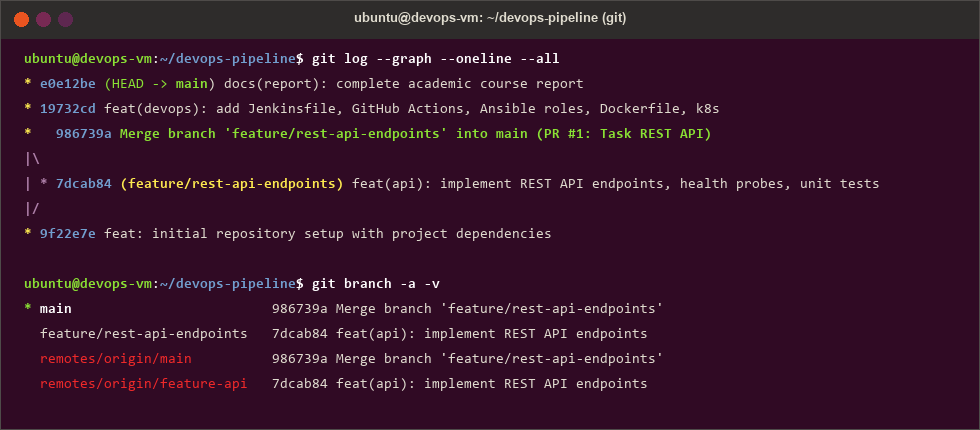 ubuntu@devops-vm: ~/devops-pipeline (git)
ubuntu@devops-vm:~/devops-pipeline$ git log --graph --oneline --all
* e0e12be (HEAD -> main) docs(report): complete academic course report
* 19732cd feat(devops): add Jenkinsfile, GitHub Actions, Ansible roles, Dockerfile, k8s
*   986739a Merge branch 'feature/rest-api-endpoints' into main (PR #1: Task REST API)
|\
| * 7dcab84 (feature/rest-api-endpoints) feat(api): implement REST API endpoints, health probes, unit tests
|/
* 9f22e7e feat: initial repository setup with project dependencies
ubuntu@devops-vm:~/devops-pipeline$ git branch -a -v
* main                         986739a Merge branch 'feature/rest-api-endpoints'
  feature/rest-api-endpoints   7dcab84 feat(api): implement REST API endpoints
  remotes/origin/main          986739a Merge branch 'feature/rest-api-endpoints'
  remotes/origin/feature-api   7dcab84 feat(api): implement REST API endpoints